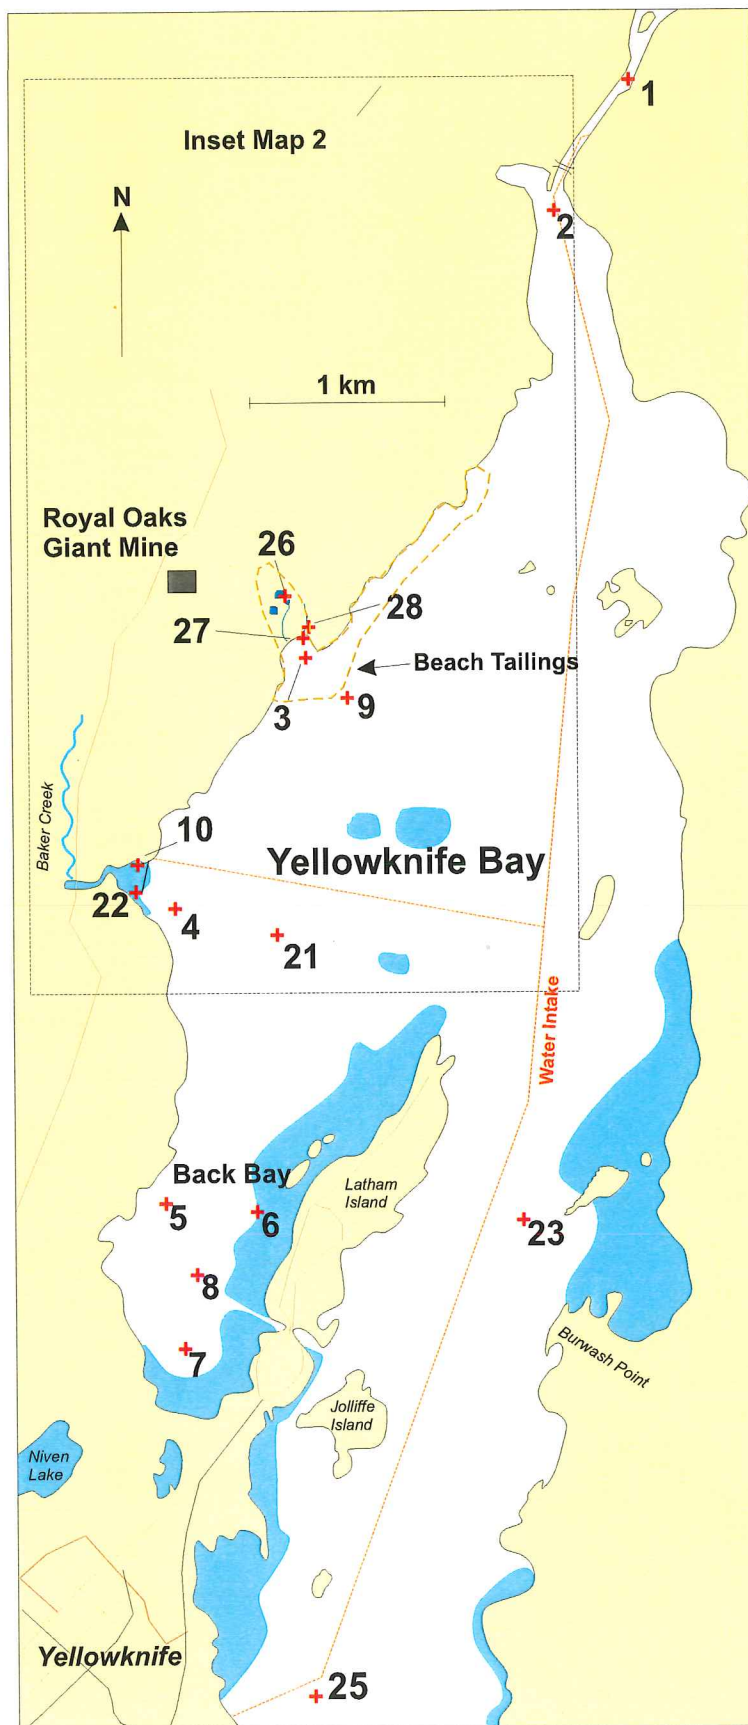 1
Inset Map 2
N
2
1 km
Royal Oaks
Giant Mine
26
28
27
Beach Tailings
3
9
Baker Creek
10
Yellowknife Bay
22
4
21
Water Intake
Back Bay
Latham
Island
5
6
23
8
7
Burwash Point
Jolliffe
Island
Niven
Lake
Yellowknife
25